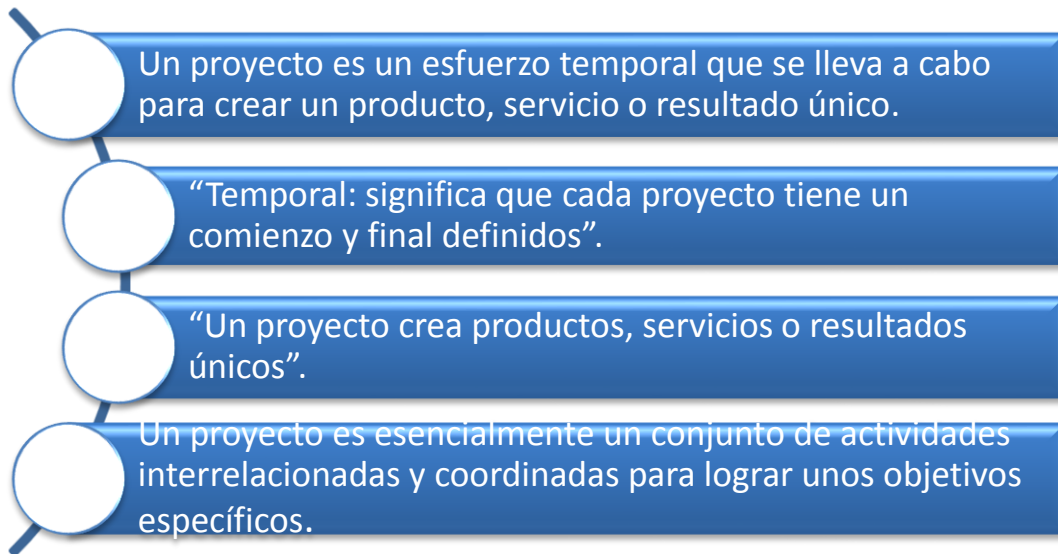 Un proyecto es un esfuerzo temporal que se lleva a cabo
para crear un producto, servicio o resultado único.
“Temporal: significa que cada proyecto tiene un
comienzo y final definidos”.
“Un proyecto crea productos, servicios o resultados
únicos”.
Un proyecto es esencialmente un conjunto de actividades
interrelacionadas y coordinadas para lograr unos objetivos
específicos.